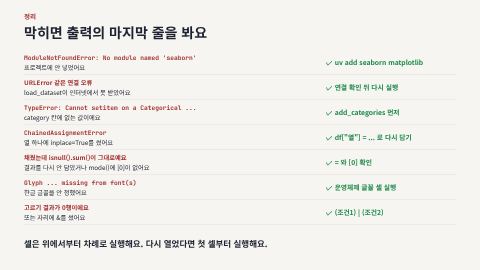 정리
막히면 출력의 마지막 줄을 봐요
ModuleNotFoundError: No module named 'seaborn'
프로젝트에 안 넣었어요
✓ uv add seaborn matplotlib
URLError 같은 연결 오류
load_dataset이 인터넷에서 못 받았어요
✓ 연결 확인 뒤 다시 실행
TypeError: Cannot setitem on a Categorical ...
category 칸에 없는 값이에요
✓ add_categories 먼저
ChainedAssignmentError
열 하나에 inplace=True를 썼어요
✓ df["열"] = ... 로 다시 담기
채웠는데 isnull().sum()이 그대로예요
결과를 다시 안 담았거나 mode()에 [0]이 없어요
✓ = 와 [0] 확인
Glyph ... missing from font(s)
한글 글꼴을 안 정했어요
✓ 운영체제 글꼴 셀 실행
고르기 결과가 0행이에요
또는 자리에 &를 썼어요
✓ (조건1) | (조건2)
셀은 위에서부터 차례로 실행해요. 다시 열었다면 첫 셀부터 실행해요.